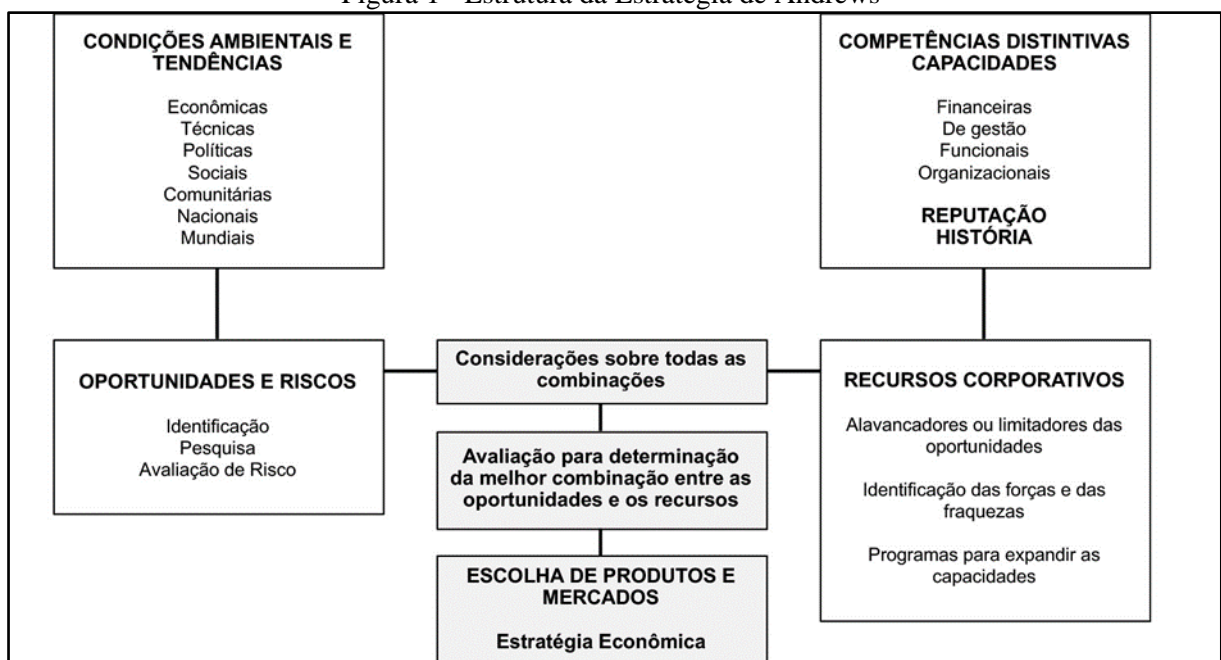 Figura 1 - Estrutura da Estratégia de Andrews
CONDIÇÕES AMBIENTAIS E
TENDÊNCIAS
Econômicas
Técnicas
Políticas
Sociais
Comunitárias
Nacionais
Mundiais
COMPETÊNCIAS DISTINTIVAS
CAPACIDADES
Financeiras
De gestão
Funcionais
Organizacionais
REPUTAÇÃO
HISTÓRIA
OPORTUNIDADES E RISCOS
Identificação
Pesquisa
Avaliação de Risco
Considerações sobre todas as
combinações
Avaliação para determinação
da melhor combinação entre as
oportunidades e os recursos
ESCOLHA DE PRODUTOS E
MERCADOS
Estratégia Econômica
RECURSOS CORPORATIVOS
Alavancadores ou limitadores das
oportunidades
Identificação das forças e das
fraquezas
Programas para expandir as
capacidades